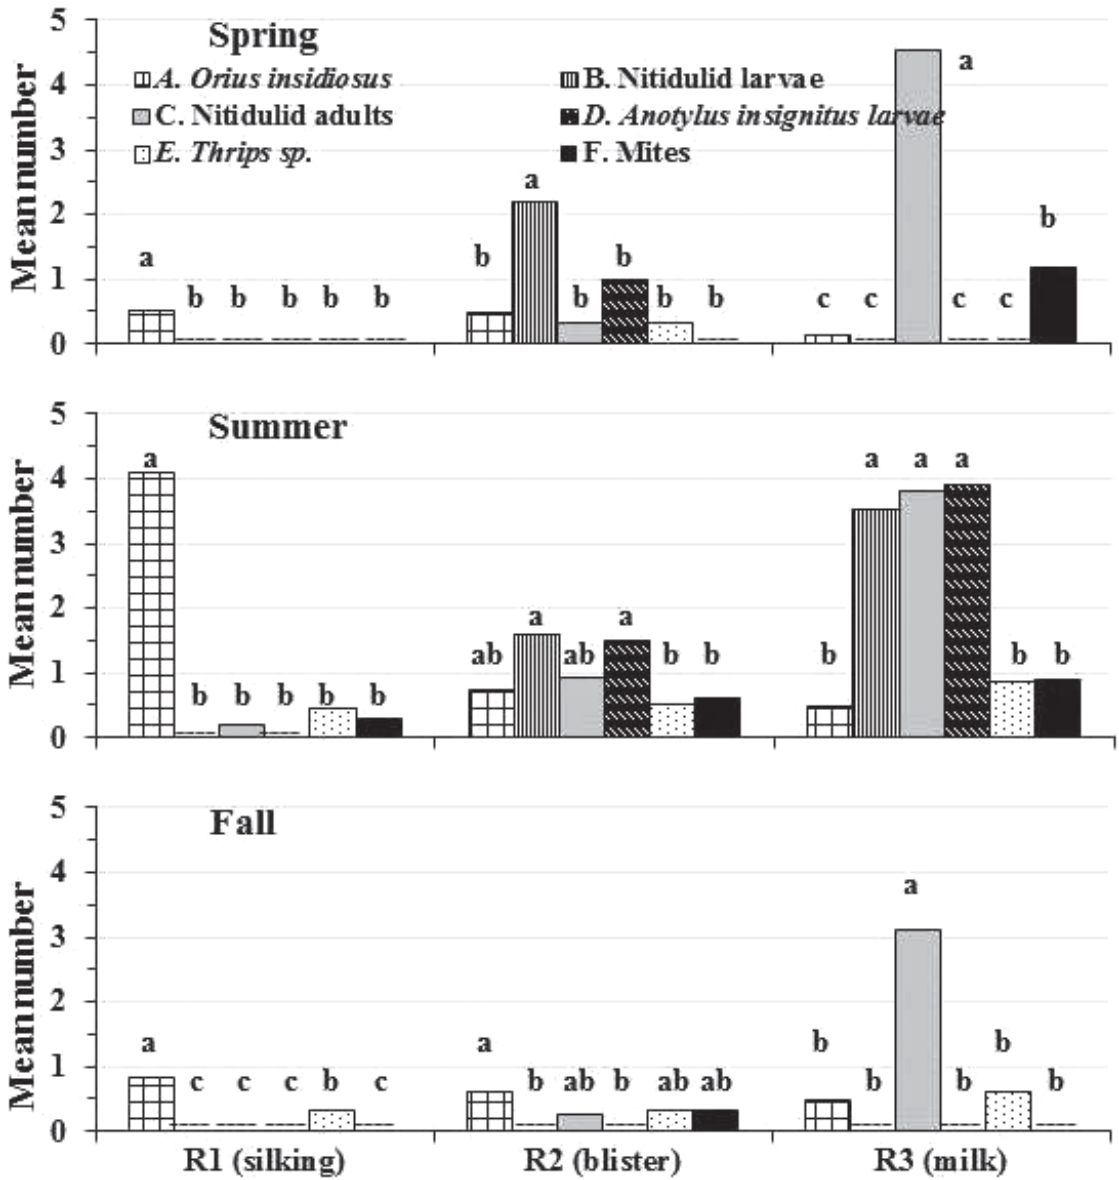 5
Spring
A. Orius insidiosus
B. Nitidulid larvae
4
C. Nitidulid adults
D. Anotylus insignitus larvae
E. Thrips sp.
F. Mites
3
2
1
0
Mean number
a b b b b b
b a b b b b
c c a c c b
5
Summer
4
3
2
1
0
Mean number
a b b b b b
ab a ab a b b
b a a a b b
5
Fall
4
3
2
1
0
Mean number
a c c c b c
a b ab b ab ab
b b a b b b
R1 (silking) R2 (blister) R3 (milk)